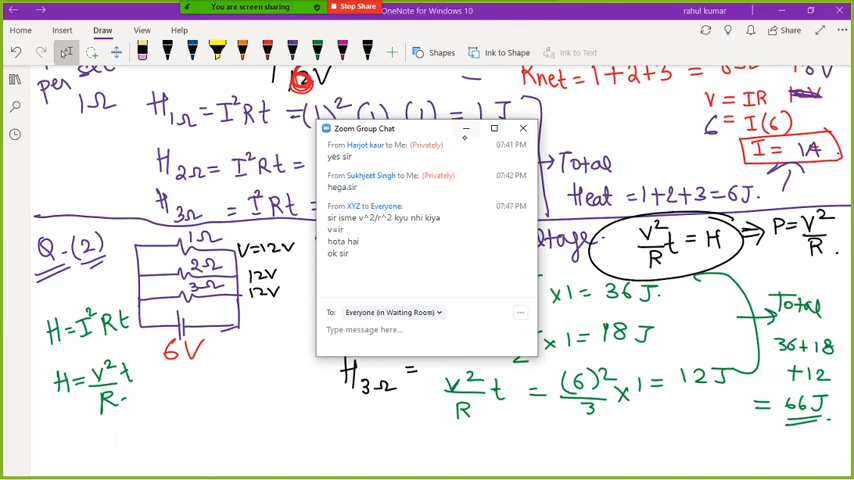 You are screen sharing
Stop Share
OneNote for Windows 10
rahul kumar
Home
Insert
Draw
View
Help
Share
Shapes
Ink to Shape
Ink to Text
per sec
1Ω
12V
Rnet = 1+2+3 =
V = IR
6 = I(6)
I = 1A
H1Ω = I²Rt = (1)² (1) (1) = 1 J
H2Ω = I²Rt =
H3Ω = I²Rt =
Total
Heat = 1+2+3 = 6J.
Zoom Group Chat
From Harjot kaur to Me: (Privately) 07:41 PM
yes sir
From Sukhjeet Singh to Me: (Privately) 07:42 PM
hega.sir
From XYZ to Everyone: 07:47 PM
sir isme v^2/r^2 kyu nhi kiya
v=ir
hota hai
ok sir
To: Everyone (in Waiting Room)
Type message here...
Q-(2)
1Ω
V=12V
2Ω
12V
3Ω
12V
6V
H = I²Rt
H = V²/R t
V²/R t = H ⇒ P = V²/R.
x1 = 36 J.
x 1 = 18 J
H3Ω = V²/R t = (6)²/3 x 1 = 12J
Total
36+18
+12
= 66J